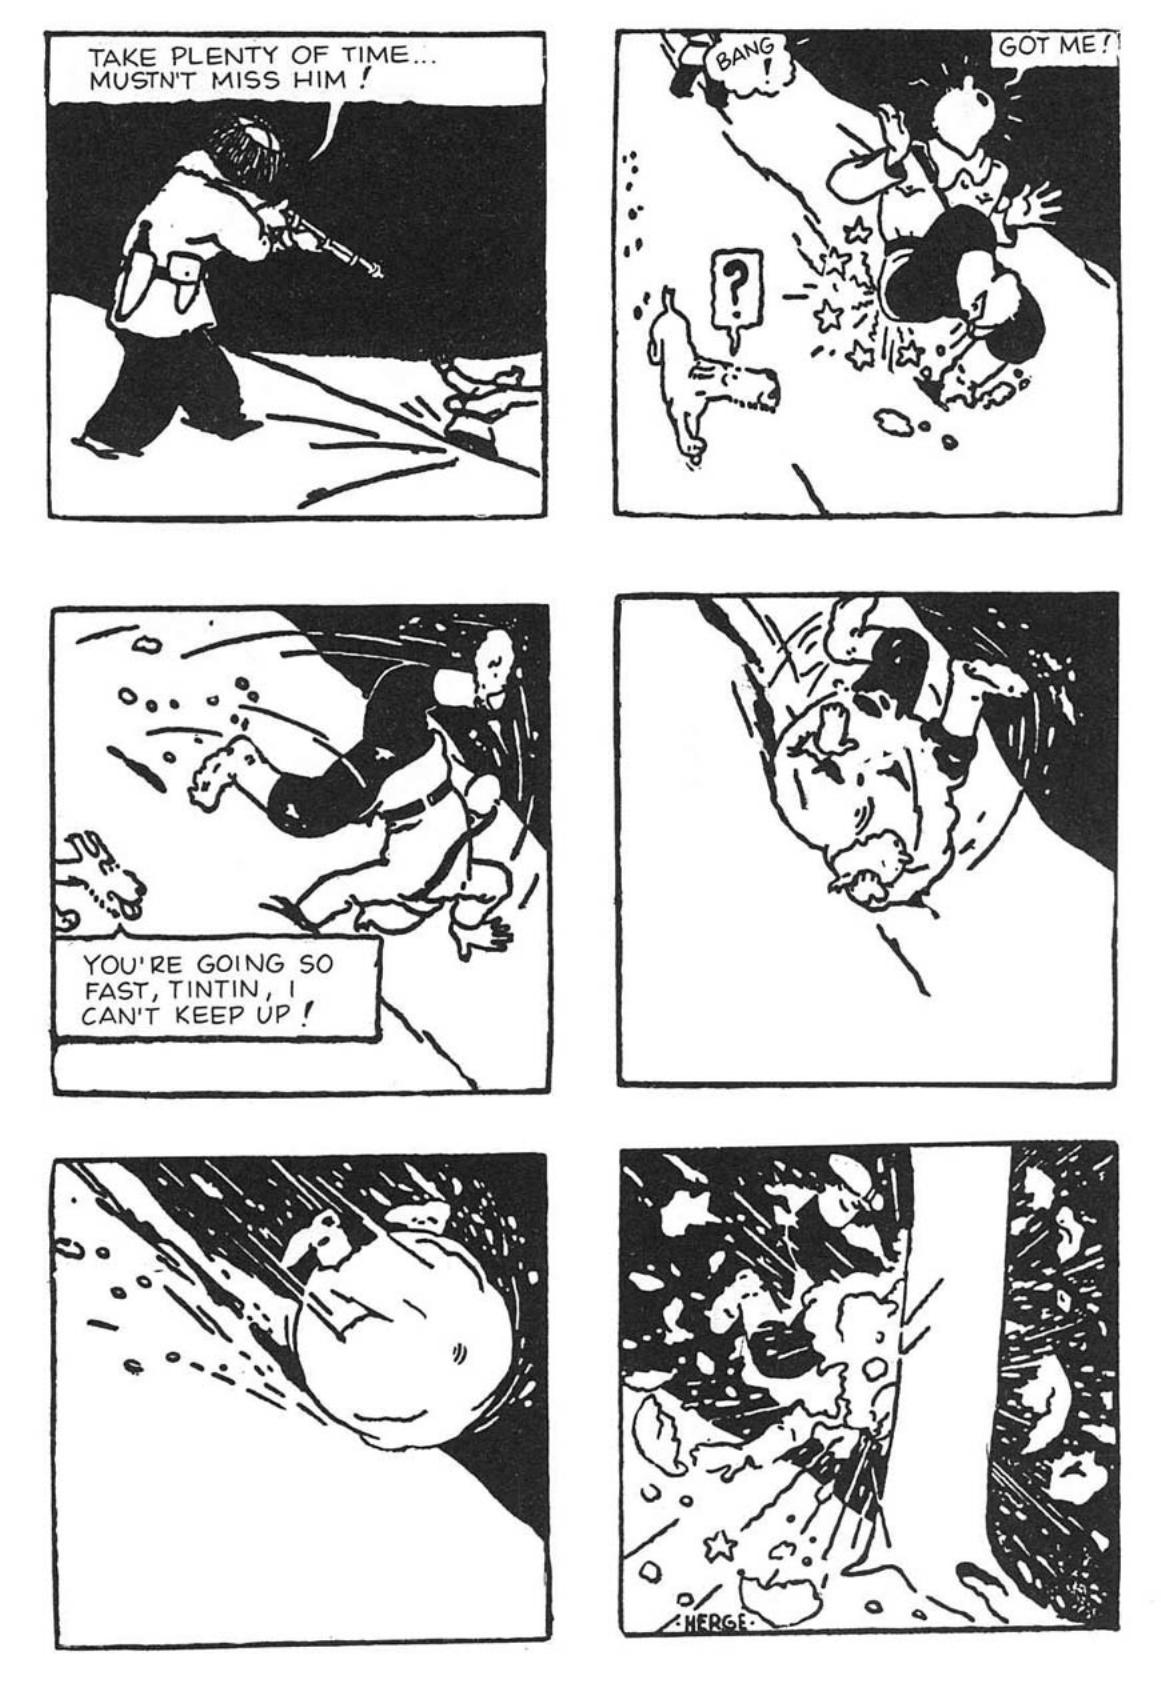 TAKE PLENTY OF TIME...
MUSTN'T MISS HIM!
BANG
!
GOT ME!
?
YOU'RE GOING SO
FAST, TINTIN, I
CAN'T KEEP UP!
·HERGE·